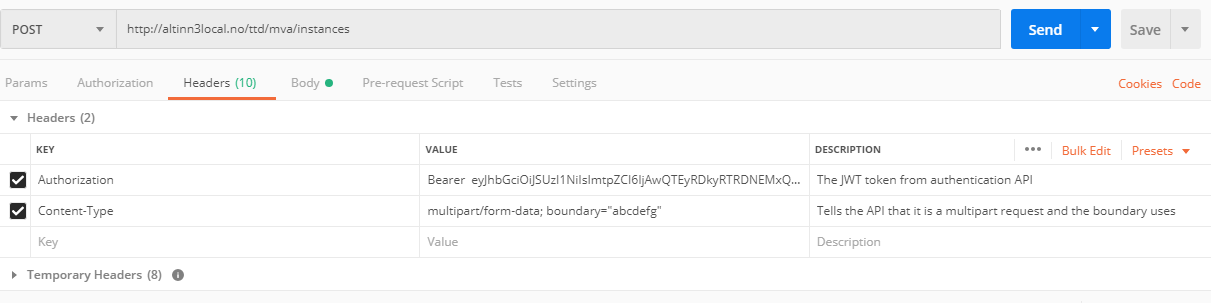 POST http://altinn3local.no/ttd/mva/instances Send Save
Params Authorization Headers (10) Body Pre-request Script Tests Settings Cookies Code
Headers (2)
KEY VALUE DESCRIPTION ••• Bulk Edit Presets
Authorization Bearer eyJhbGciOiJSUzI1NiIsImtpZCI6IjAwQTEyRDkyRTRDNEMxQ... The JWT token from authentication API
Content-Type multipart/form-data; boundary="abcdefg" Tells the API that it is a multipart request and the boundary uses
Key Value Description
Temporary Headers (8) i